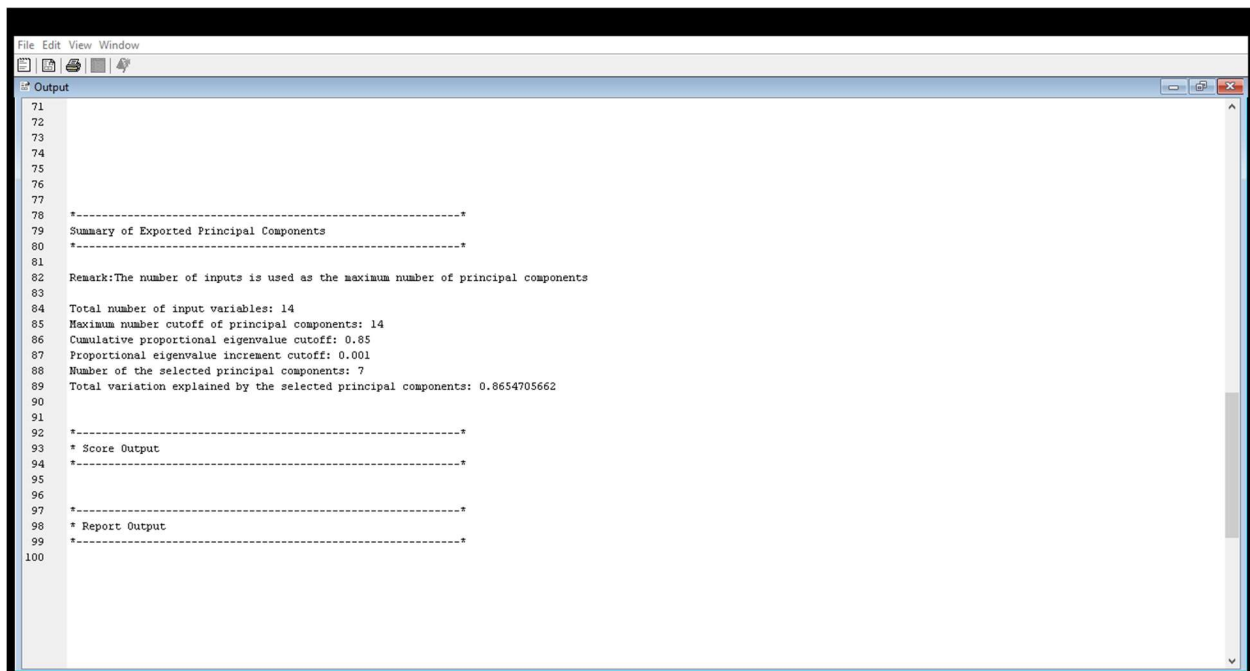 File Edit View Window
Output
71
72
73
74
75
76
77
78 *------------------------------------------------------------*
79 Summary of Exported Principal Components
80 *------------------------------------------------------------*
81
82 Remark:The number of inputs is used as the maximum number of principal components
83
84 Total number of input variables: 14
85 Maximum number cutoff of principal components: 14
86 Cumulative proportional eigenvalue cutoff: 0.85
87 Proportional eigenvalue increment cutoff: 0.001
88 Number of the selected principal components: 7
89 Total variation explained by the selected principal components: 0.8654705662
90
91
92 *------------------------------------------------------------*
93 * Score Output
94 *------------------------------------------------------------*
95
96
97 *------------------------------------------------------------*
98 * Report Output
99 *------------------------------------------------------------*
100